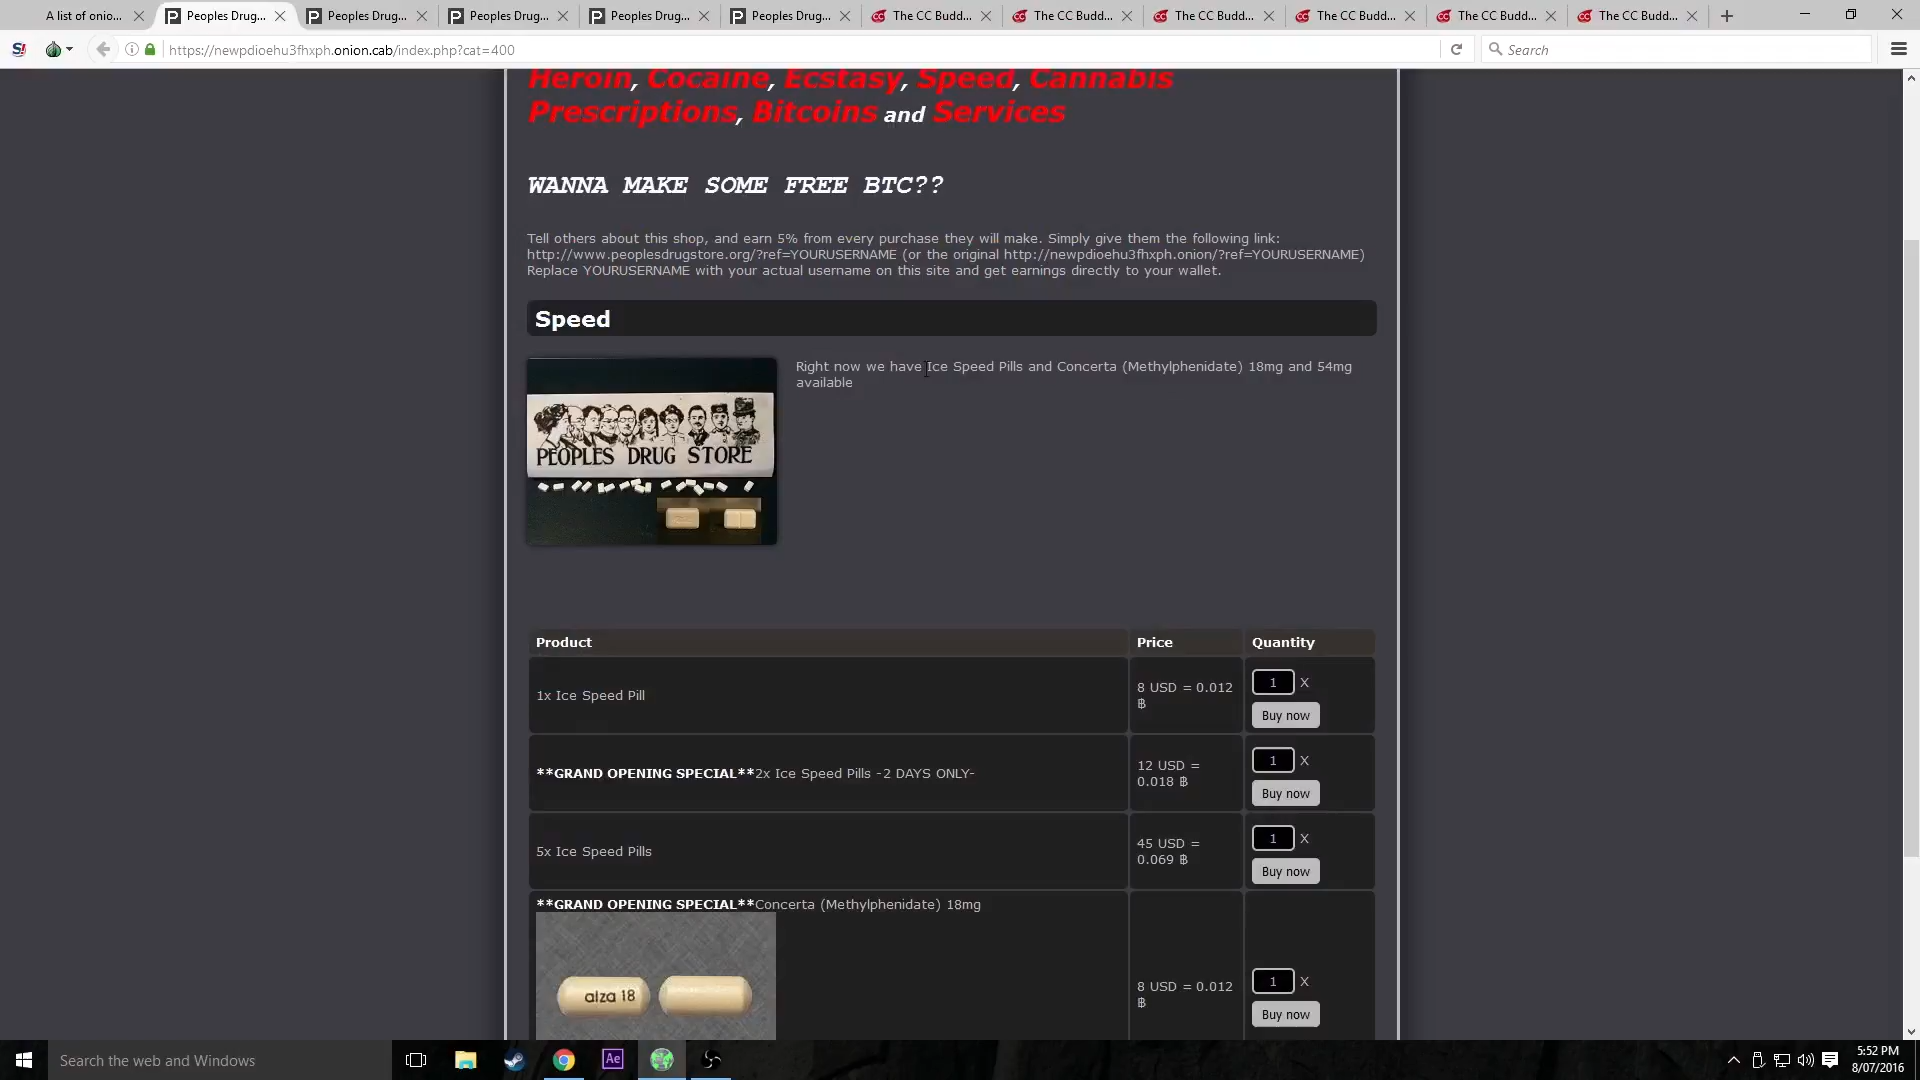 A list of onio...
Peoples Drug...
Peoples Drug...
Peoples Drug...
Peoples Drug...
Peoples Drug...
The CC Budd...
The CC Budd...
The CC Budd...
The CC Budd...
The CC Budd...
The CC Budd...
https://newpdioehu3fhxph.onion.cab/index.php?cat=400
Search
Heroin, Cocaine, Ecstasy, Speed, Cannabis
Prescriptions, Bitcoins and Services
WANNA MAKE SOME FREE BTC??
Tell others about this shop, and earn 5% from every purchase they will make. Simply give them the following link:
http://www.peoplesdrugstore.org/?ref=YOURUSERNAME (or the original http://newpdioehu3fhxph.onion/?ref=YOURUSERNAME)
Replace YOURUSERNAME with your actual username on this site and get earnings directly to your wallet.
Speed
PEOPLES DRUG STORE
Right now we have Ice Speed Pills and Concerta (Methylphenidate) 18mg and 54mg
available
Product Price Quantity
1x Ice Speed Pill
8 USD = 0.012
฿
1 X
Buy now
**GRAND OPENING SPECIAL**2x Ice Speed Pills -2 DAYS ONLY-
12 USD =
0.018 ฿
1 X
Buy now
5x Ice Speed Pills
45 USD =
0.069 ฿
1 X
Buy now
**GRAND OPENING SPECIAL**Concerta (Methylphenidate) 18mg
alza 18
8 USD = 0.012
฿
1 X
Buy now
Search the web and Windows
Ae
5:52 PM
8/07/2016